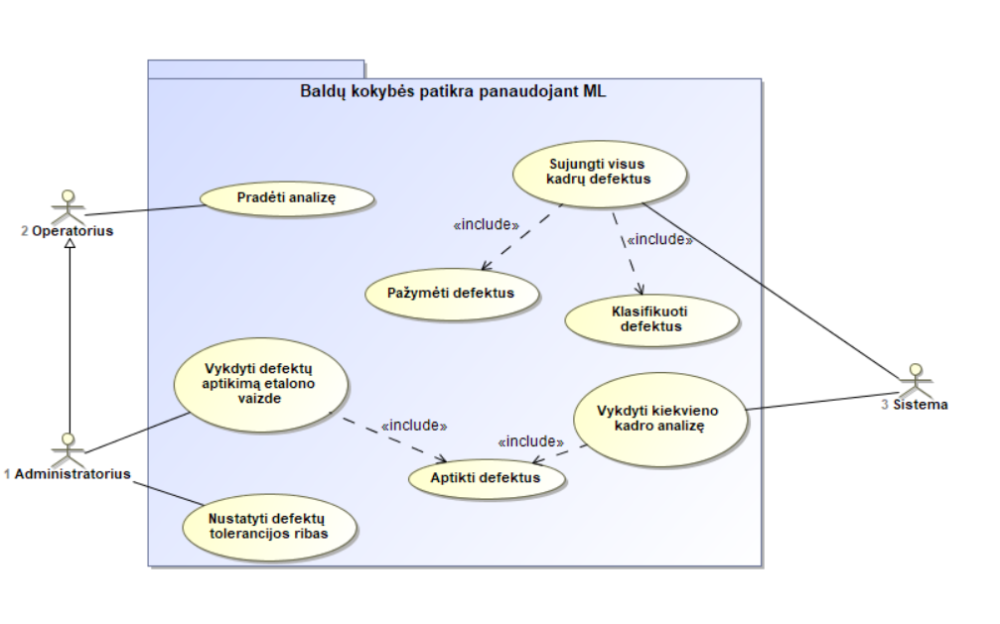 Baldų kokybės patikra panaudojant ML
Sujungti visus
kadrų defektus
Pradėti analizę
«include»
2 Operatorius
«include»
Pažymėti defektus
Klasifikuoti
defektus
Vykdyti defektų
aptikimą etalono
vaizde
Vykdyti kiekvieno
kadro analizę
3 Sistema
«include»
«include»
1 Administratorius
Aptikti defektus
Nustatyti defektų
tolerancijos ribas